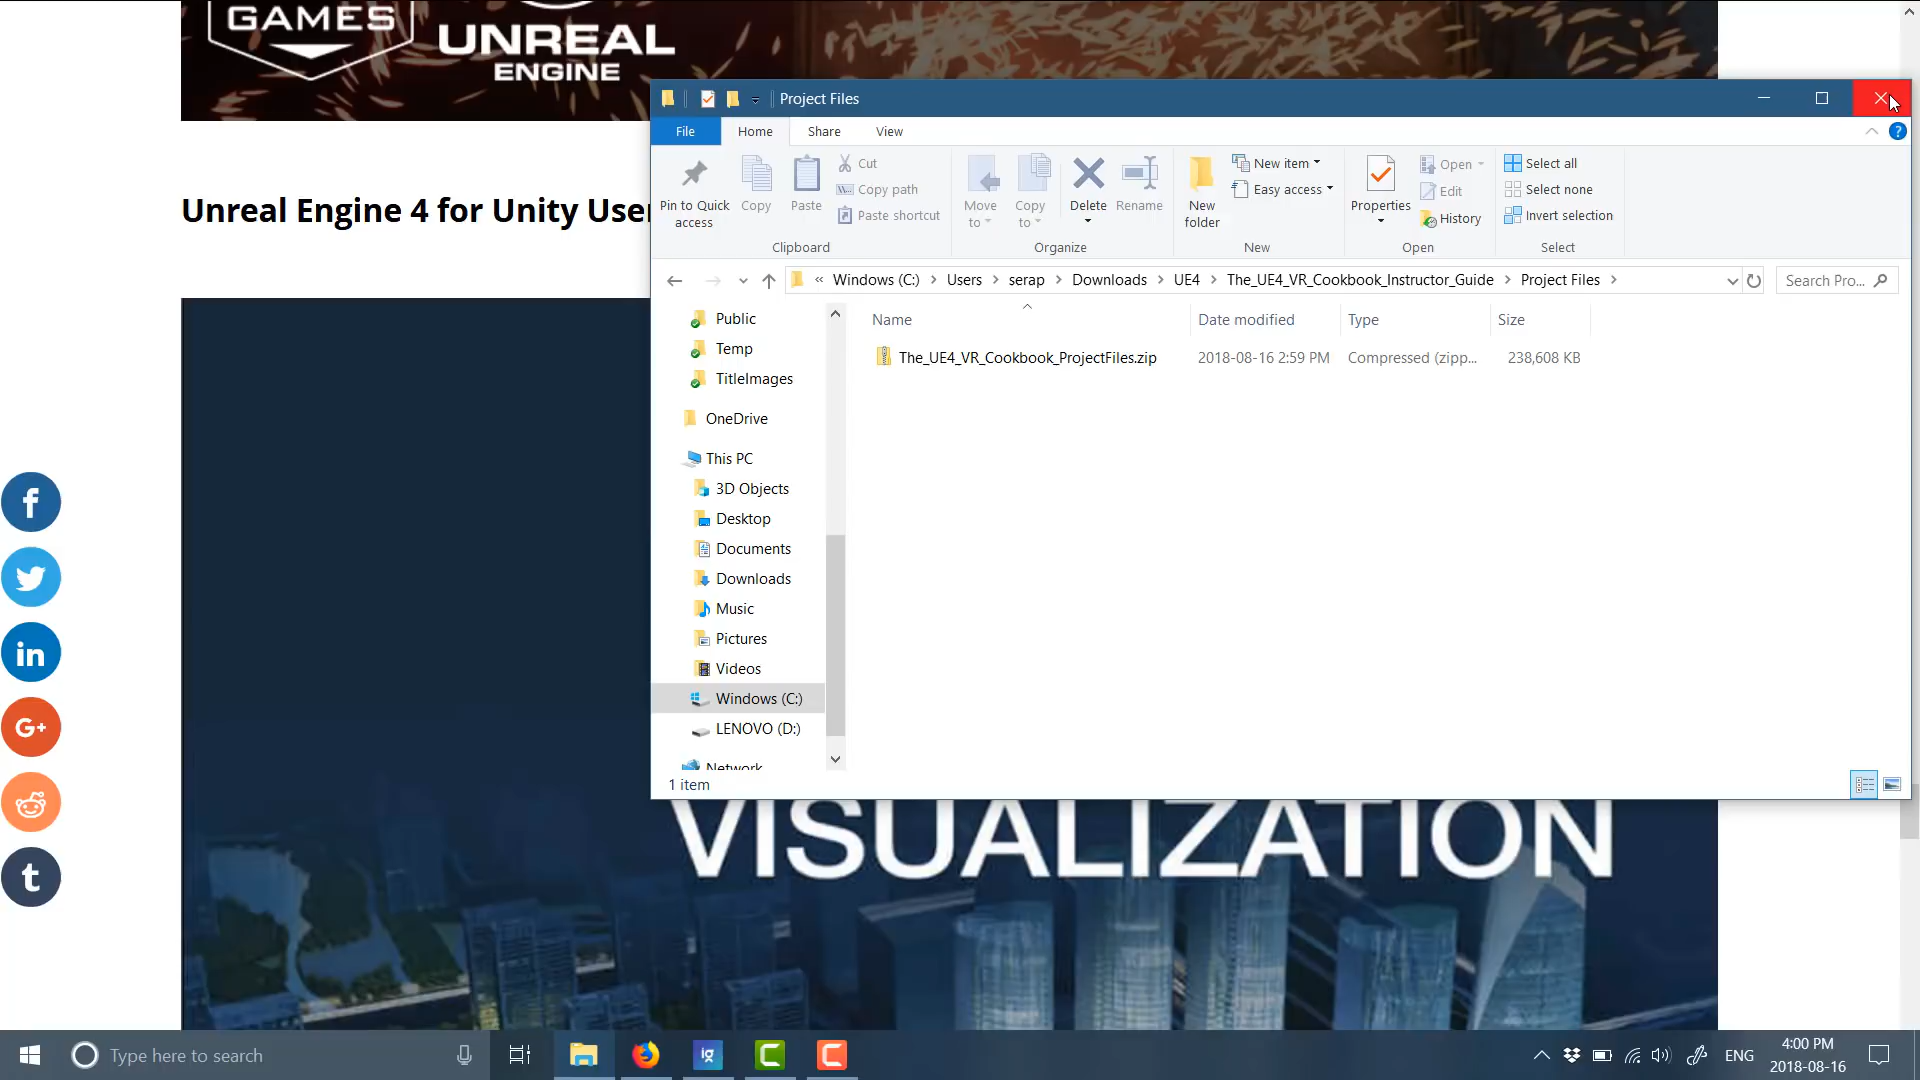 GAMES
UNREAL
ENGINE
Unreal Engine 4 for Unity
Project Files
File
Home
Share
View
Pin to Quick access
Copy
Paste
Cut
Copy path
Paste shortcut
Clipboard
Move to
Copy to
Delete
Rename
Organize
New folder
New item
Easy access
New
Properties
Open
Edit
History
Open
Select all
Select none
Invert selection
Select
« Windows (C:) > Users > serap > Downloads > UE4 > The_UE4_VR_Cookbook_Instructor_Guide > Project Files >
Search Pro...
Public
Temp
TitleImages
OneDrive
This PC
3D Objects
Desktop
Documents
Downloads
Music
Pictures
Videos
Windows (C:)
LENOVO (D:)
Network
Name Date modified Type Size
The_UE4_VR_Cookbook_ProjectFiles.zip 2018-08-16 2:59 PM Compressed (zipp... 238,608 KB
1 item
VISUALIZATION
f
in
G+
t
Type here to search
ig
C
C
ENG
4:00 PM
2018-08-16